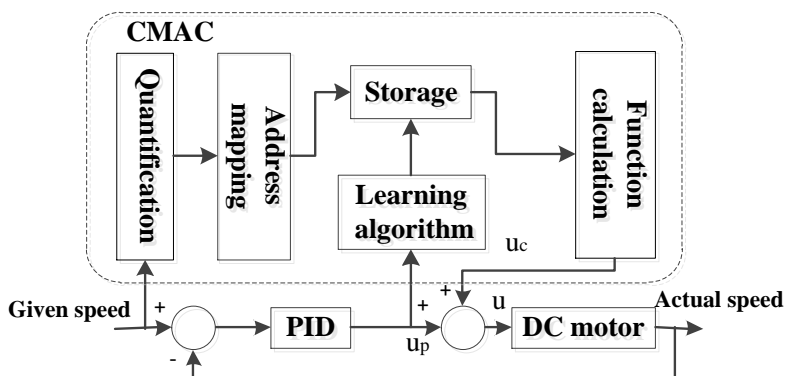 CMAC
Quantification
Address
mapping
Storage
Function
calculation
Learning
algorithm
uc
Given speed
+
-
PID
+
up
+
u
DC motor
Actual speed